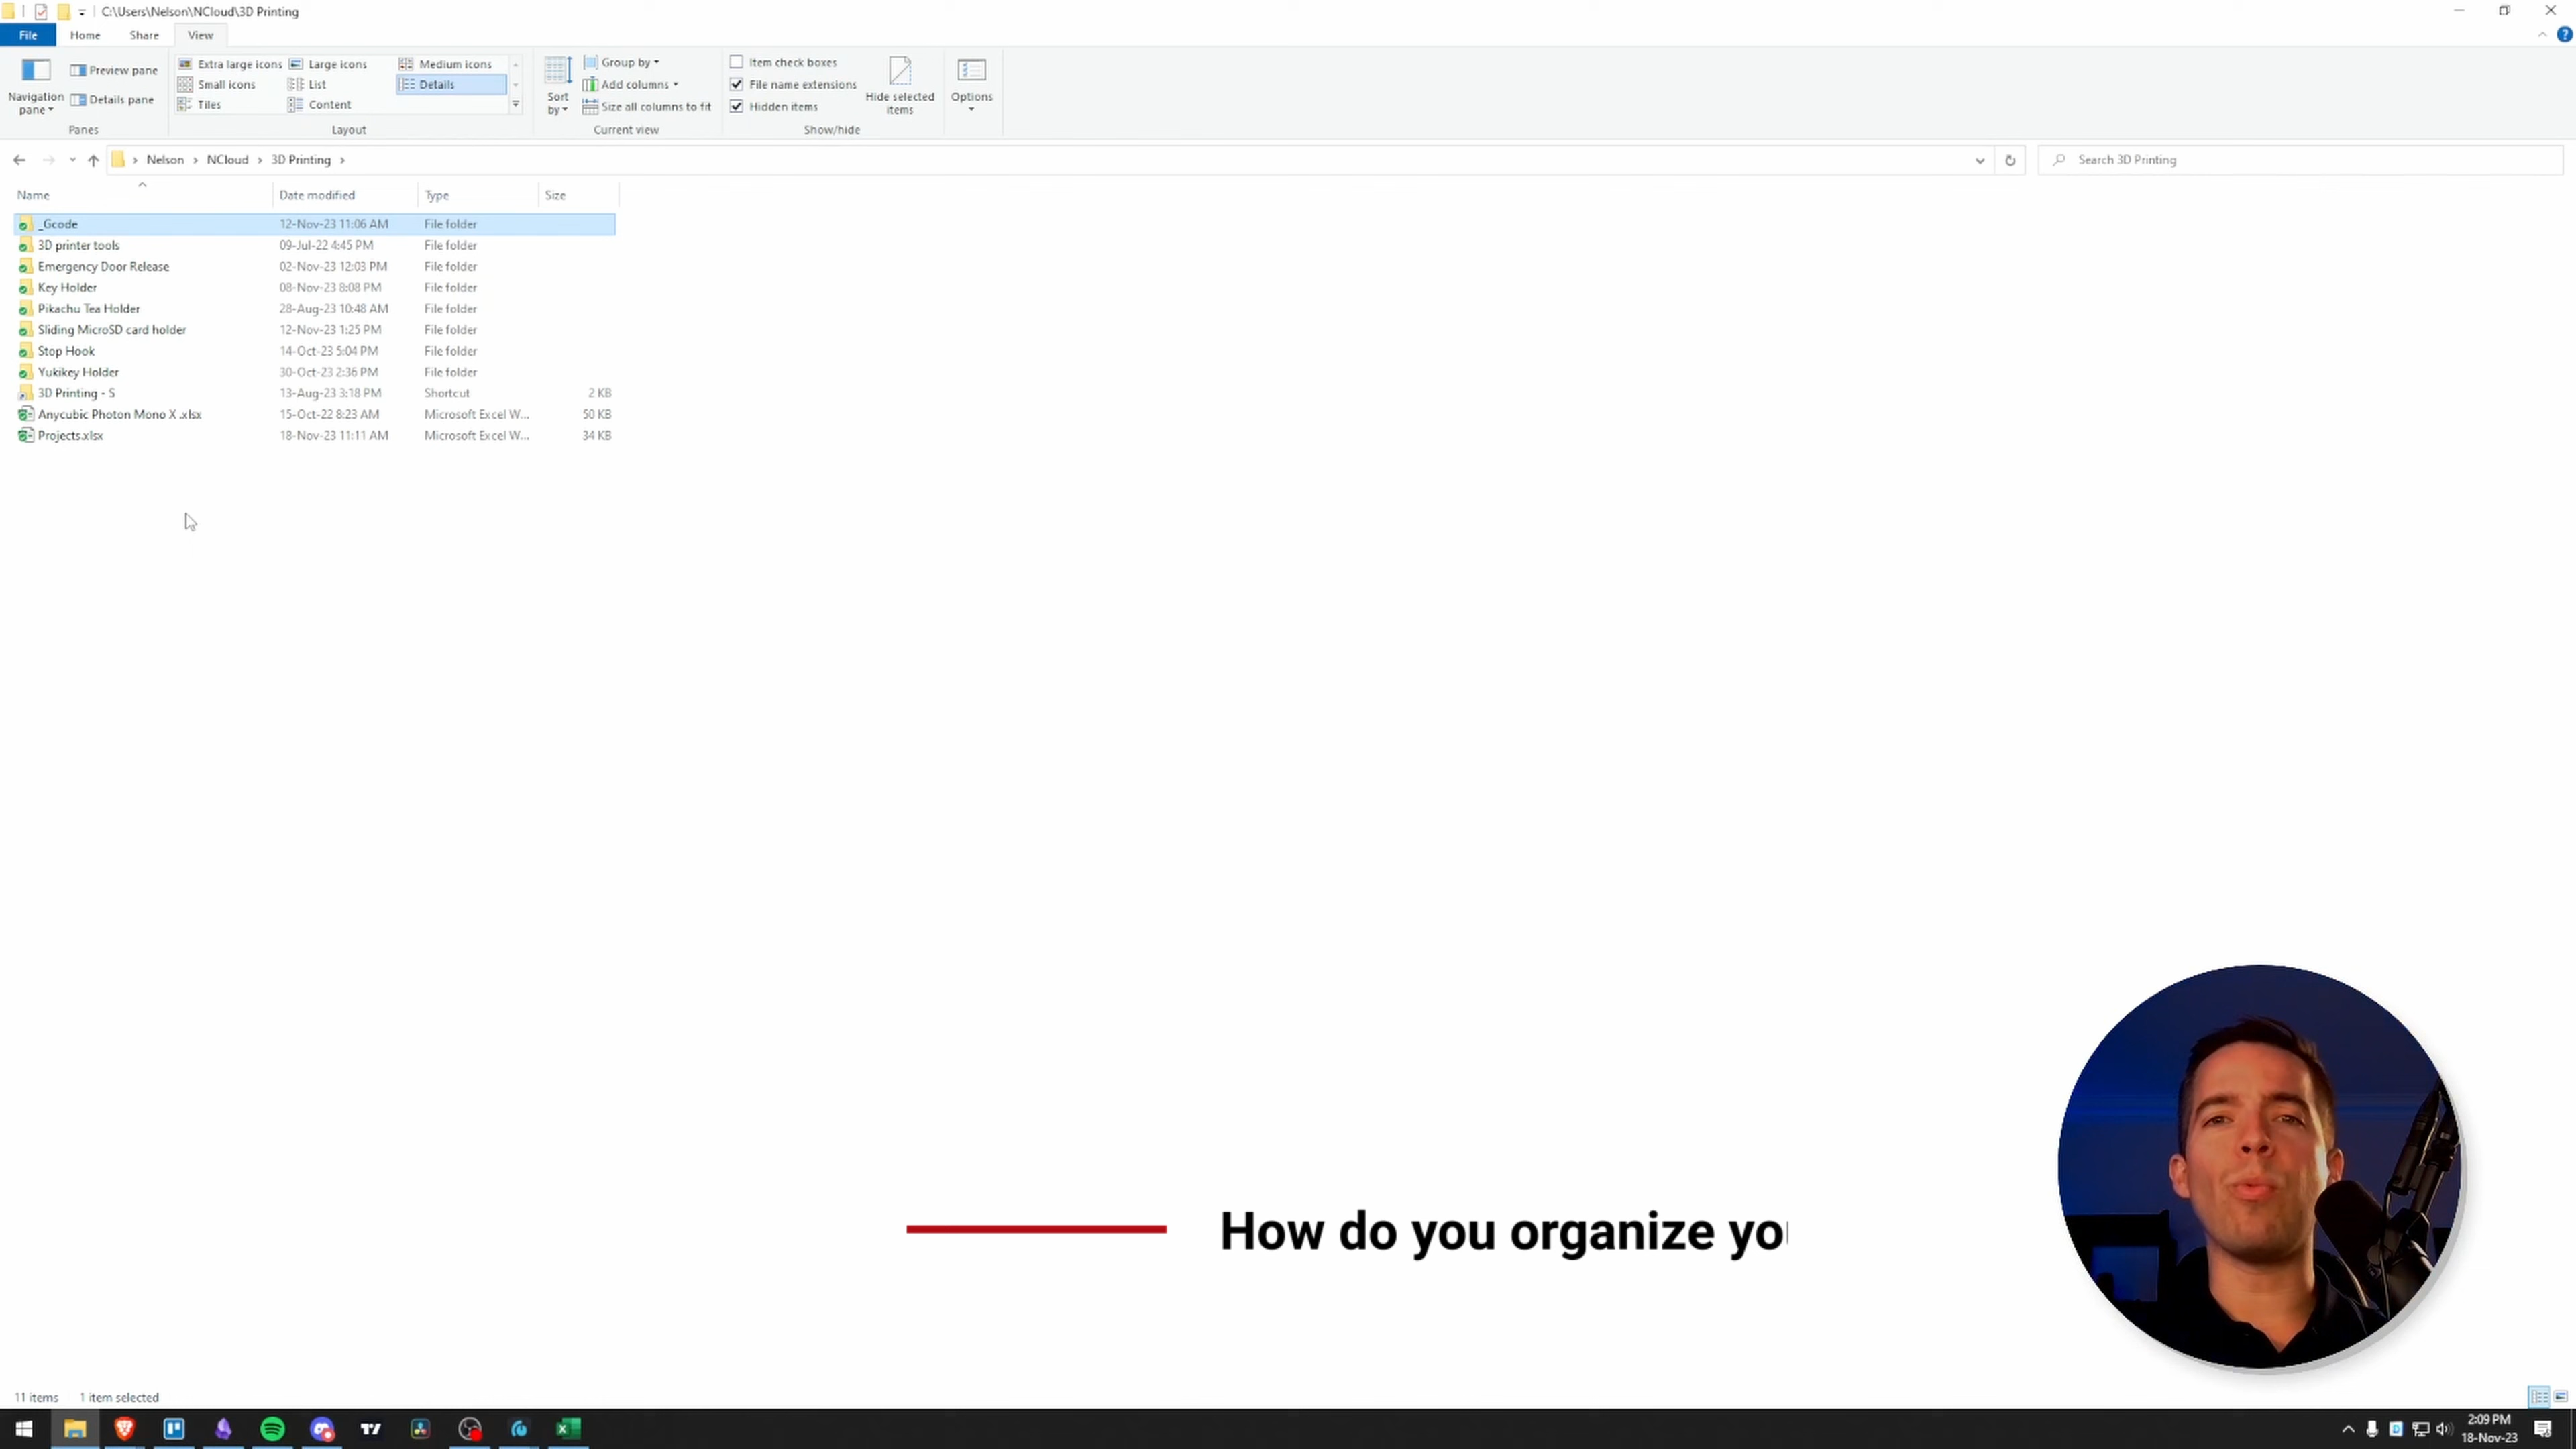 C:\Users\Nelson\NCloud\3D Printing
File Home Share View
Navigation pane
Preview pane
Details pane
Panes
Extra large icons Large icons Medium icons
Small icons List Details
Tiles Content
Layout
Sort by
Group by
Add columns
Size all columns to fit
Current view
Item check boxes
File name extensions
Hidden items
Hide selected items
Show/hide
Options
Nelson › NCloud › 3D Printing ›
Search 3D Printing
Name Date modified Type Size
_Gcode 12-Nov-23 11:06 AM File folder
3D printer tools 09-Jul-22 4:45 PM File folder
Emergency Door Release 02-Nov-23 12:03 PM File folder
Key Holder 08-Nov-23 8:08 PM File folder
Pikachu Tea Holder 28-Aug-23 10:48 AM File folder
Sliding MicroSD card holder 12-Nov-23 1:25 PM File folder
Stop Hook 14-Oct-23 5:04 PM File folder
Yukikey Holder 30-Oct-23 2:36 PM File folder
3D Printing - S 13-Aug-23 3:18 PM Shortcut 2 KB
Anycubic Photon Mono X .xlsx 15-Oct-22 8:23 AM Microsoft Excel W... 50 KB
Projects.xlsx 18-Nov-23 11:11 AM Microsoft Excel W... 34 KB
How do you organize yo
11 items 1 item selected
2:09 PM
18-Nov-23